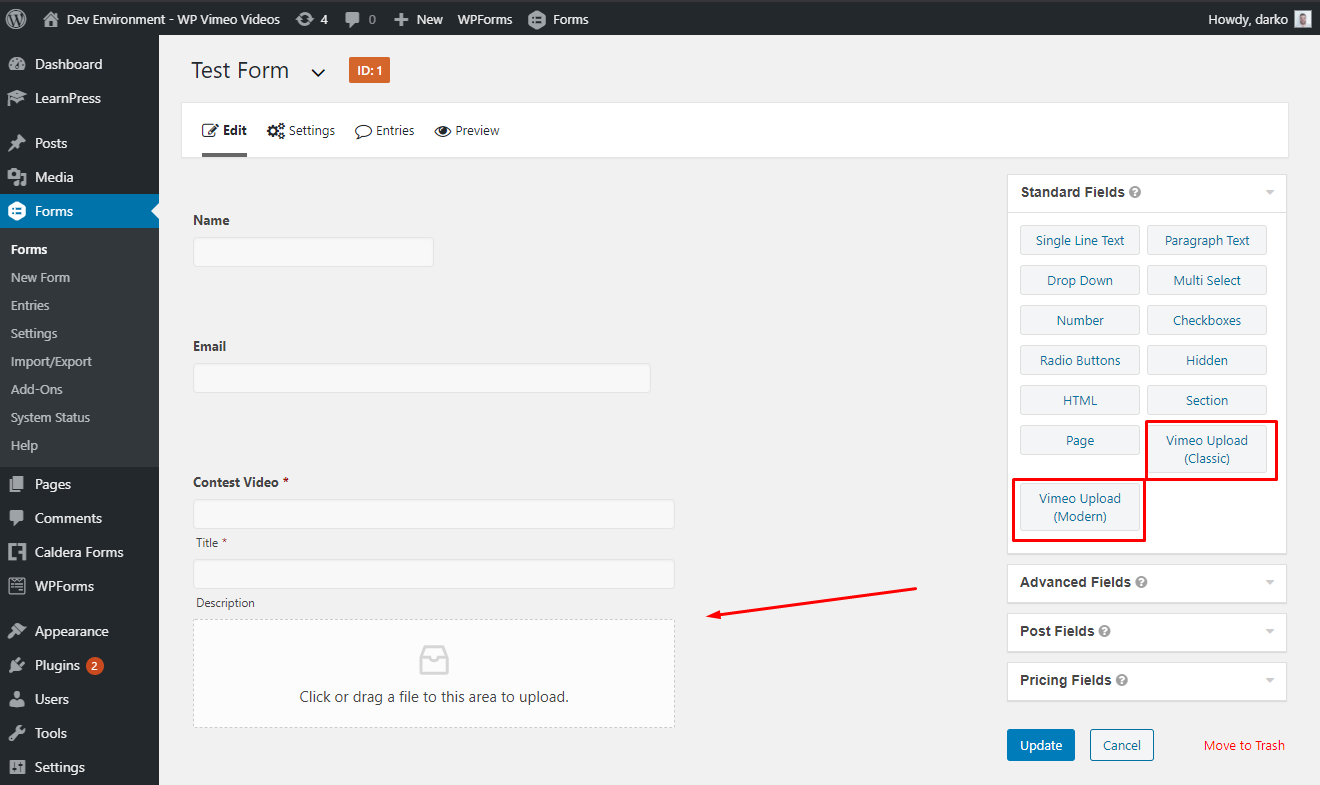 Dev Environment - WP Vimeo Videos 4 0 New WPForms Forms Howdy, darko
Dashboard
LearnPress
Posts
Media
Forms
Forms
New Form
Entries
Settings
Import/Export
Add-Ons
System Status
Help
Pages
Comments
Caldera Forms
WPForms
Appearance
Plugins 2
Users
Tools
Settings
Test Form ID: 1
Edit Settings Entries Preview
Name
Email
Contest Video *
Title *
Description
Click or drag a file to this area to upload.
Standard Fields
Single Line Text Paragraph Text
Drop Down Multi Select
Number Checkboxes
Radio Buttons Hidden
HTML Section
Page
Vimeo Upload
(Classic)
Vimeo Upload
(Modern)
Advanced Fields
Post Fields
Pricing Fields
Update Cancel Move to Trash